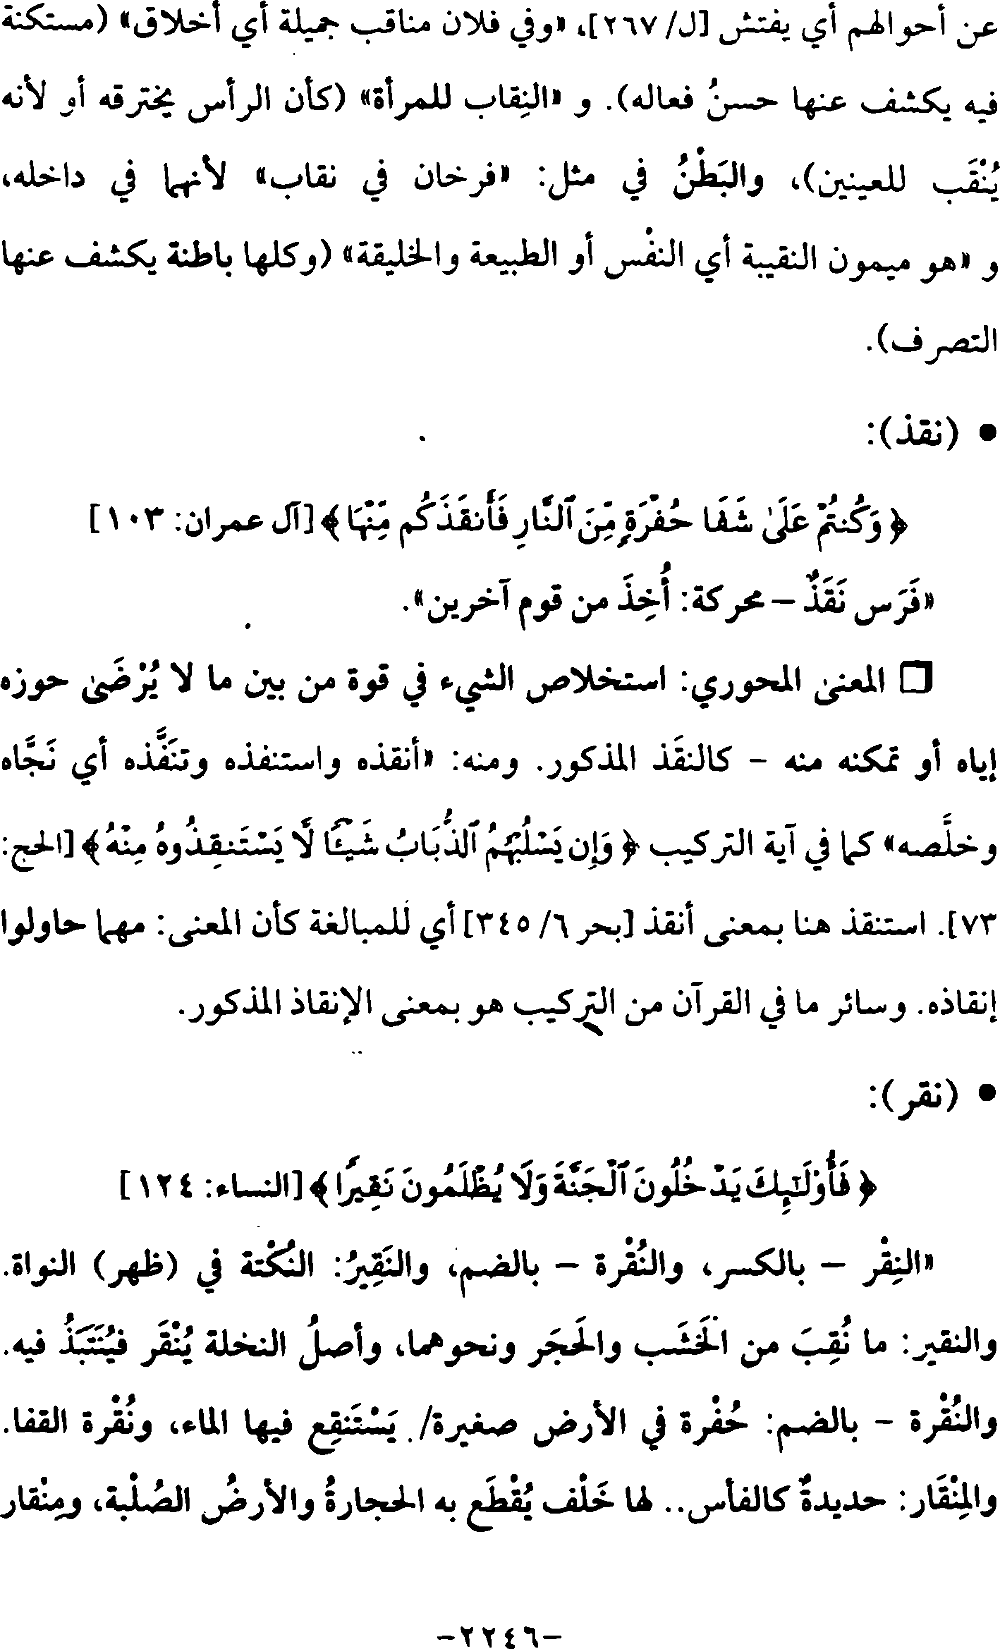 عن أحوالهم أي يفتش [ل/ ٢٦٧]، «وفي فلان مناقب جميلة أي أخلاق» (مستكنة
فيه يكشف عنها حسنُ فعاله). و «النِقاب للمرأة» (كأن الرأس يخترقه أو لأنه
يُنْقَب للعينين)، والبَطْنُ في مثل: «فرخان في نقاب» لأنهما في داخله،
و «هو ميمون النقيبة أي النفْس أو الطبيعة والخليقة» (وكلها باطنة يكشف عنها
التصرف).
• (نقذ):
﴿ وَكُنتُمْ عَلَىٰ شَفَا حُفْرَةٍ مِّنَ ٱلنَّارِ فَأَنقَذَكُم مِّنْهَا ﴾ [آل عمران: ١٠٣]
«فَرَس نَقَذٌ – محركة: أُخِذَ من قوم آخرين».
□ المعنى المحوري: استخلاص الشيء في قوة من بين ما لا يُرْضَىٰ حوزه
إياه أو تمكنه منه – كالنقَذ المذكور. ومنه: «أنقذه واستنفذه وتنَفَّذه أي نَجَّاه
وخلَّصه» كما في آية التركيب ﴿ وَإِن يَسْلُبْهُمُ ٱلذُّبَابُ شَيْـًٔا لَّا يَسْتَنقِذُوهُ مِنْهُ ﴾ [الحج:
٧٣]. استنقذ هنا بمعنى أنقذ [بحر ٦/ ٣٤٥] أي للمبالغة كأن المعنى: مهما حاولوا
إنقاذه. وسائر ما في القرآن من التركيب هو بمعنى الإنقاذ المذكور.
• (نقر):
﴿ فَأُو۟لَـٰٓئِكَ يَدْخُلُونَ ٱلْجَنَّةَ وَلَا يُظْلَمُونَ نَقِيرًا ﴾ [النساء: ١٢٤]
«النِقْر – بالكسر، والنُقْرة – بالضم، والنَقِيرُ: النُكْتة في (ظهر) النواة.
والنقير: ما نُقِبَ من الخَشَب والحَجَر ونحوهما، وأصلُ النخلة يُنْقَر فيُنَتَبَذُ فيه.
والنُقْرة – بالضم: حُفْرة في الأرض صغيرة/ يَسْتَنقِع فيها الماء، ونُقْرة القفا.
والمِنْقَار: حديدةٌ كالفأس.. لها خَلْف يُقْطَع به الحجارةُ والأرضُ الصُلْبة، ومِنْقار
–٢٢٤٦–